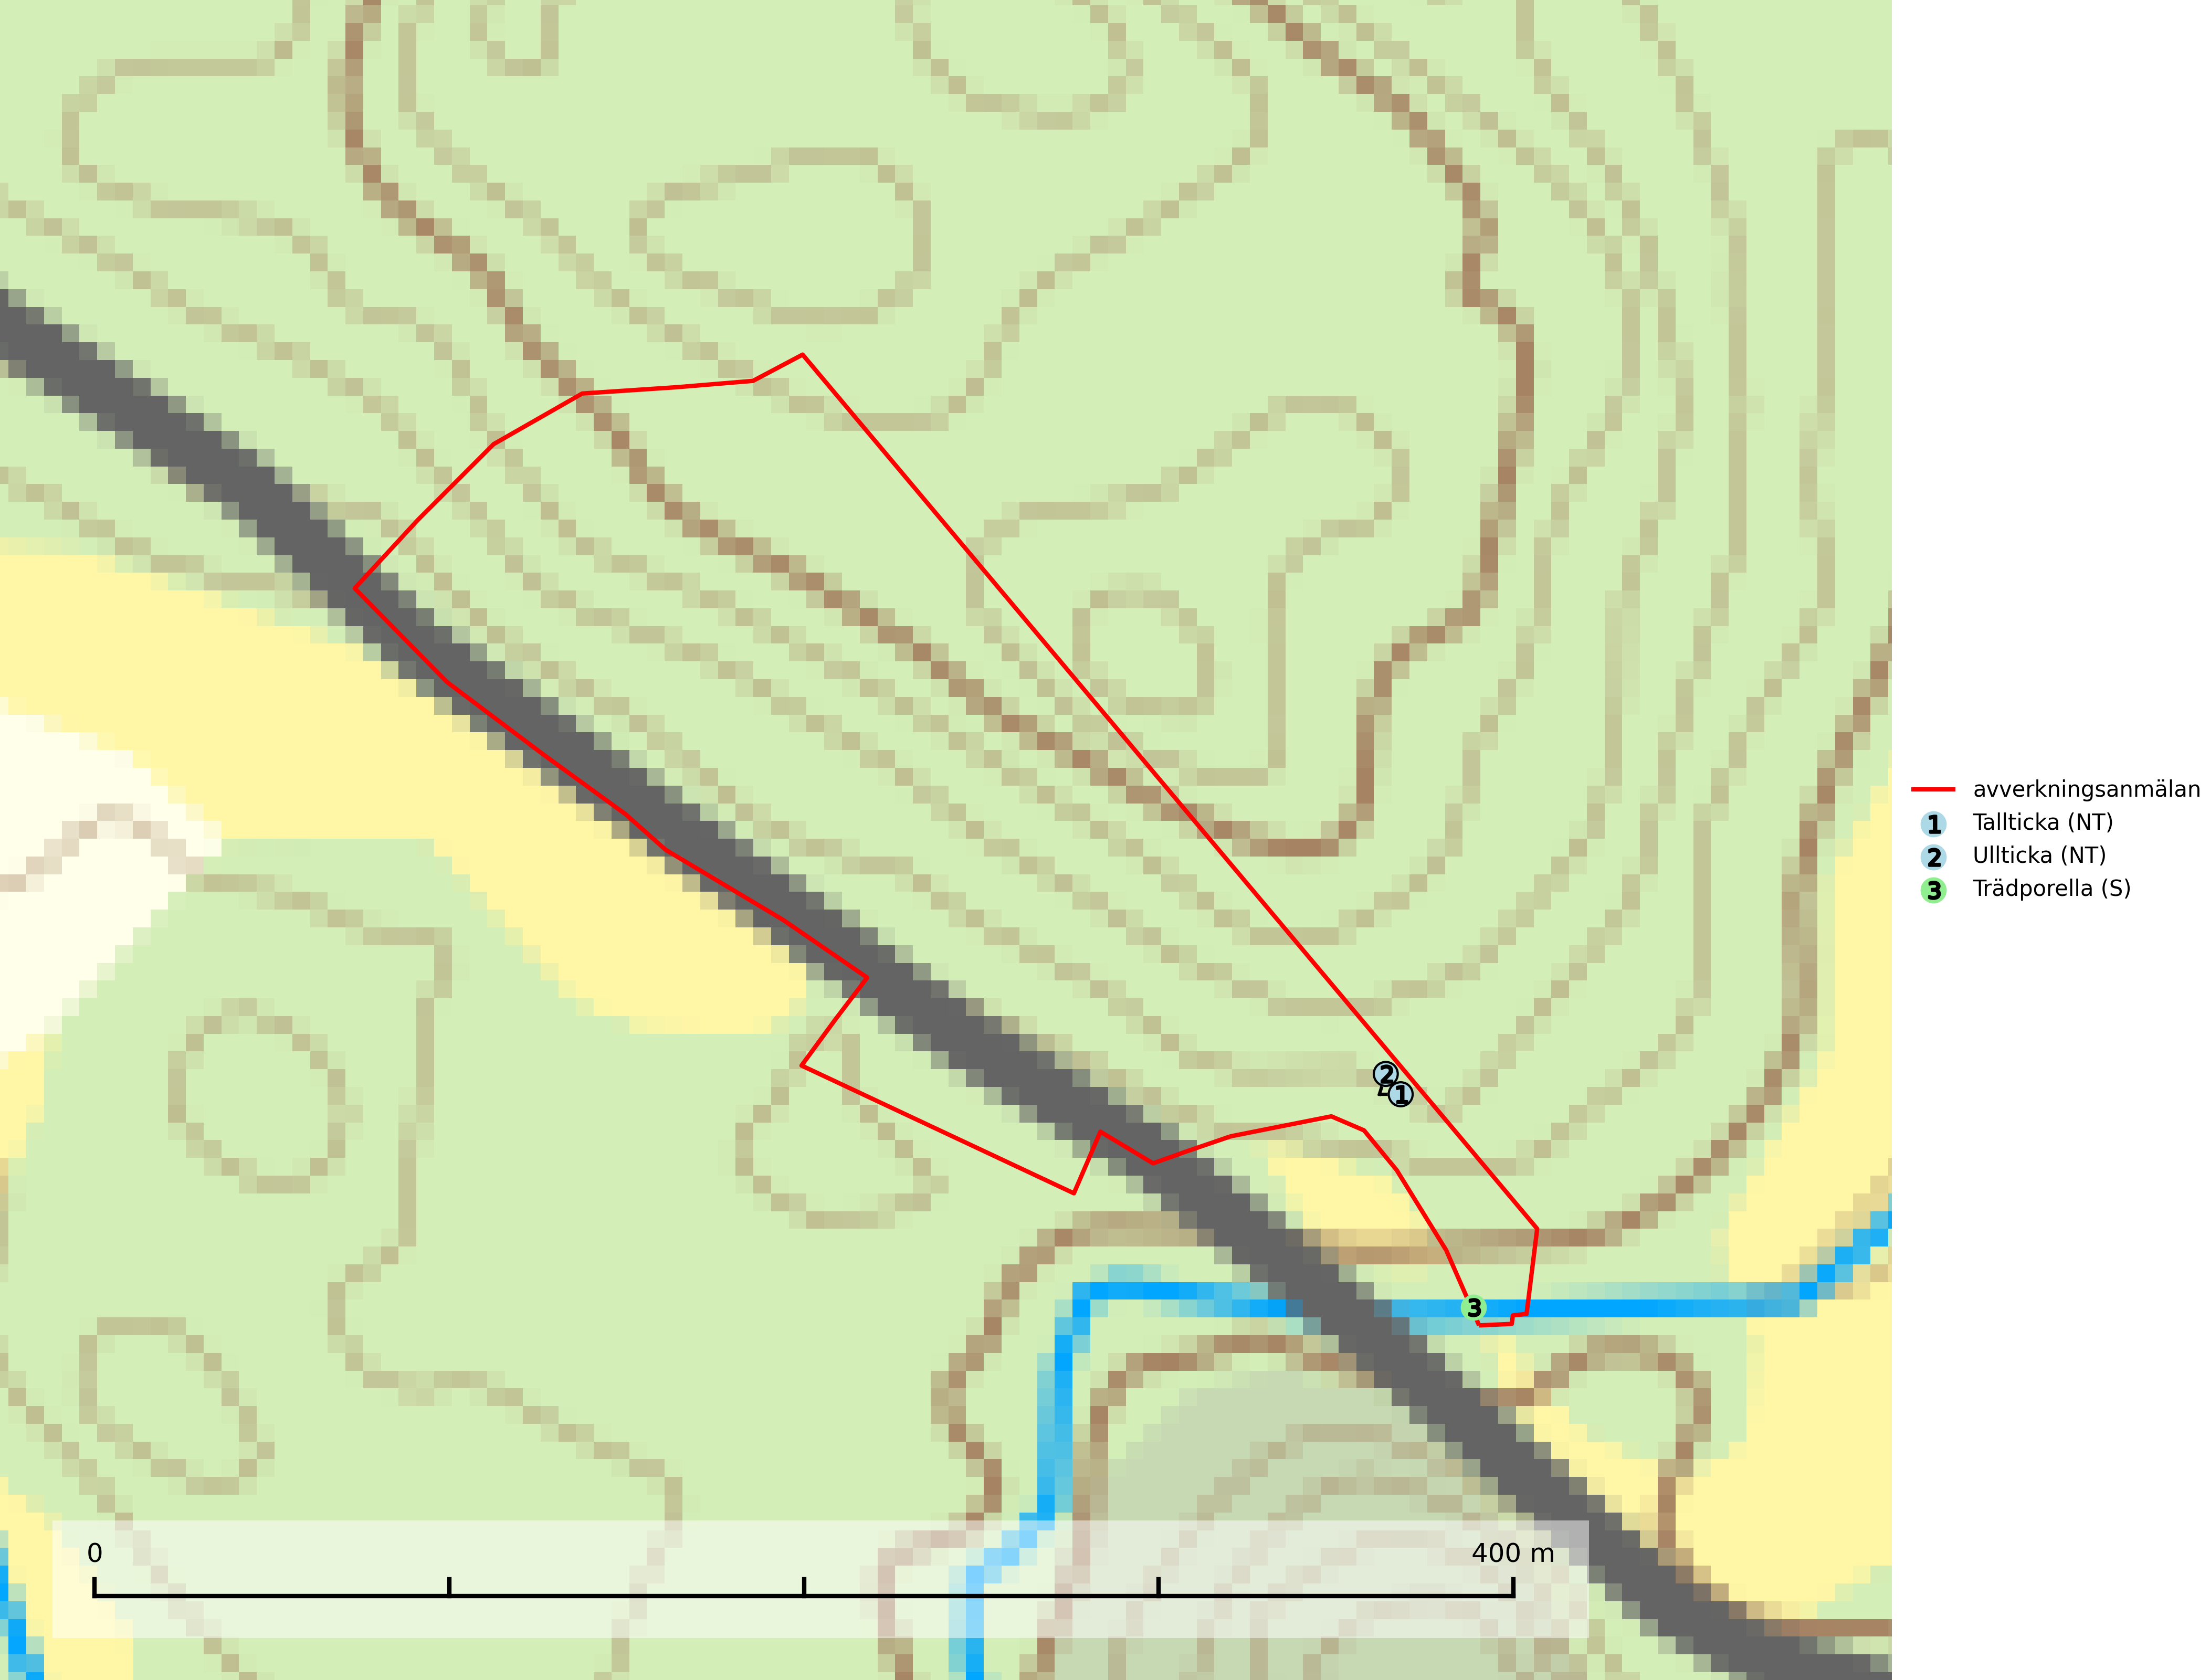 avverkningsanmälan
1 Tallticka (NT)
2 Ullticka (NT)
3 Trädporella (S)
2
1
3
0 400 m